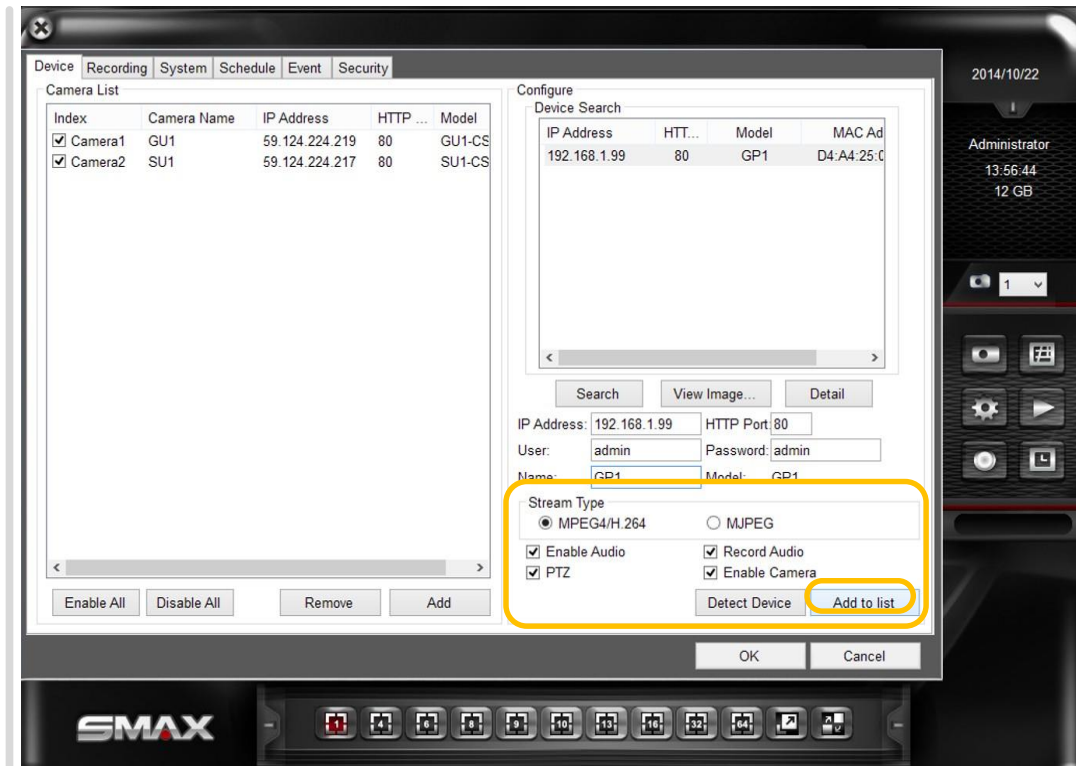 Device Recording System Schedule Event Security
2014/10/22
Administrator
13:56:44
12 GB
1
Camera List
Index Camera Name IP Address HTTP ... Model
Camera1 GU1 59.124.224.219 80 GU1-CS
Camera2 SU1 59.124.224.217 80 SU1-CS
Enable All Disable All Remove Add
Configure
Device Search
IP Address HTT... Model MAC Ad
192.168.1.99 80 GP1 D4:A4:25:0
Search View Image... Detail
IP Address: 192.168.1.99 HTTP Port: 80
User: admin Password: admin
Name: GP1 Model: GP1
Stream Type
MPEG4/H.264 MJPEG
Enable Audio Record Audio
PTZ Enable Camera
Detect Device Add to list
OK Cancel
SMAX
1 4 6 8 9 10 13 16 32 64